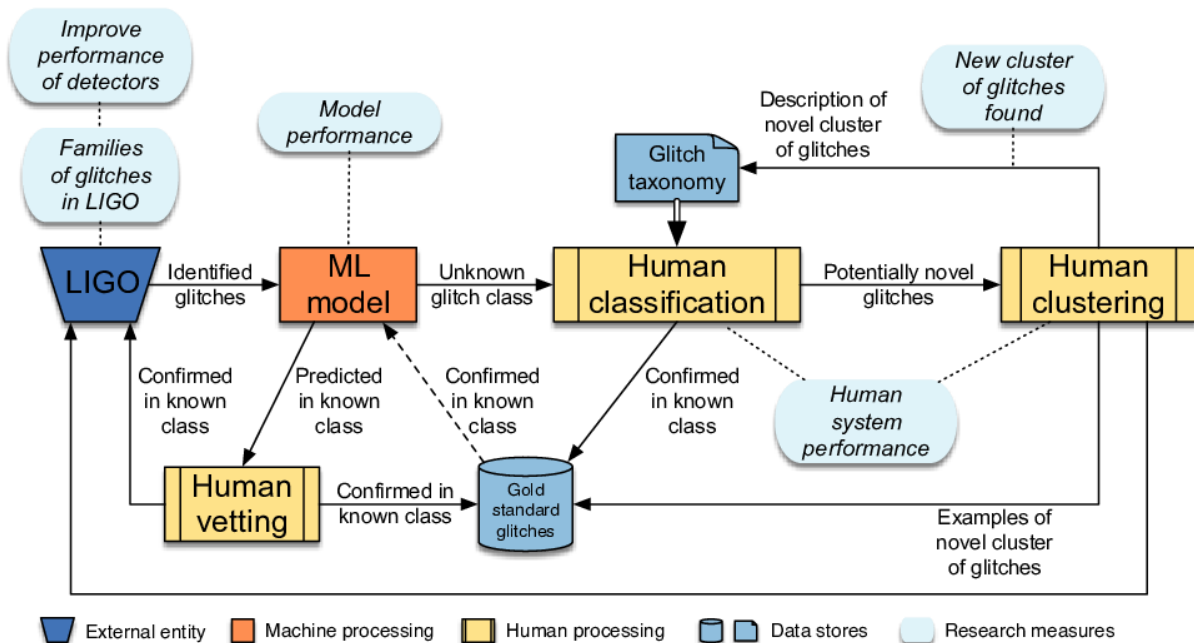 Improve
performance
of detectors
Families
of glitches
in LIGO
Model
performance
Description of
novel cluster
of glitches
New cluster
of glitches
found
Glitch
taxonomy
LIGO
Identified
glitches
ML
model
Unknown
glitch class
Human
classification
Potentially novel
glitches
Human
clustering
Confirmed
in known
class
Predicted
in known
class
Confirmed
in known
class
Confirmed
in known
class
Human
system
performance
Human
vetting
Confirmed in
known class
Gold
standard
glitches
Examples of
novel cluster
of glitches
External entity
Machine processing
Human processing
Data stores
Research measures